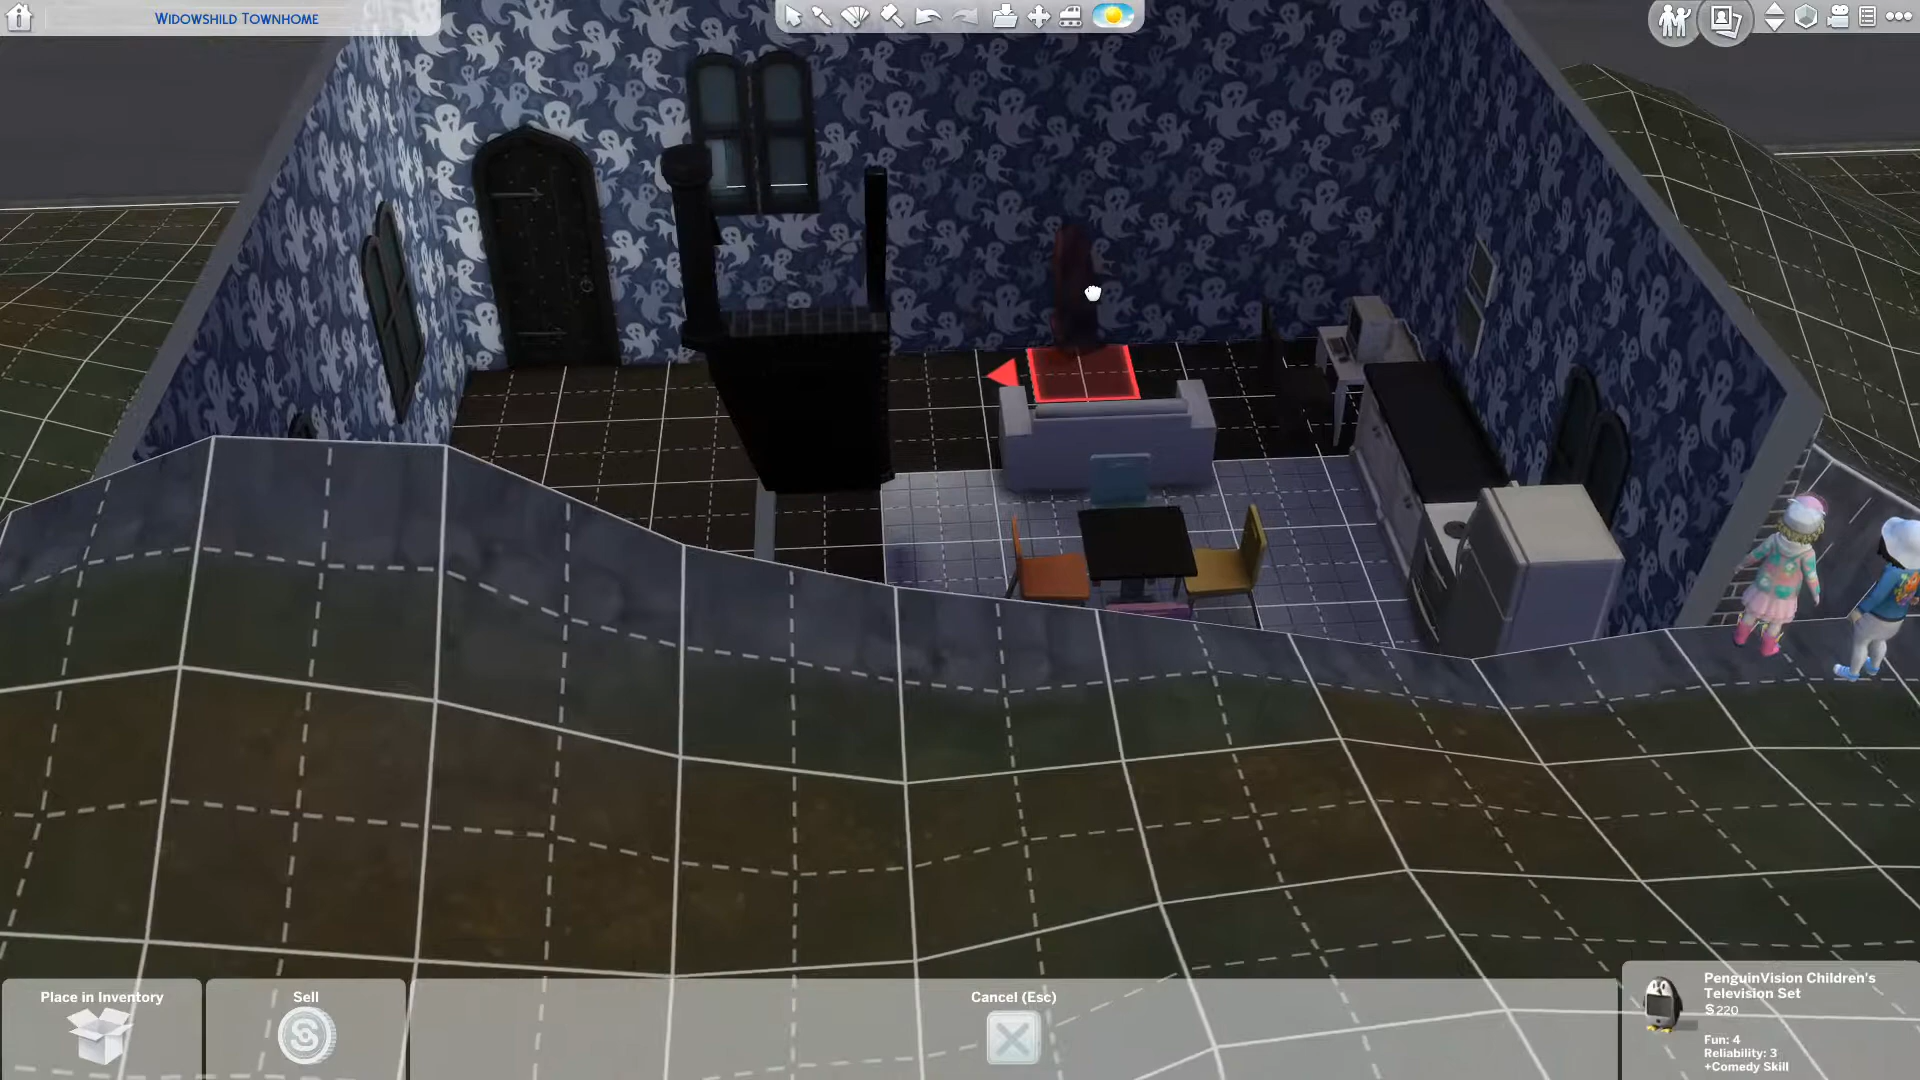 WIDOWSHILD TOWNHOME
Place in Inventory
Sell
Cancel (Esc)
PenguinVision Children's
Television Set
§220
Fun: 4
Reliability: 3
+Comedy Skill